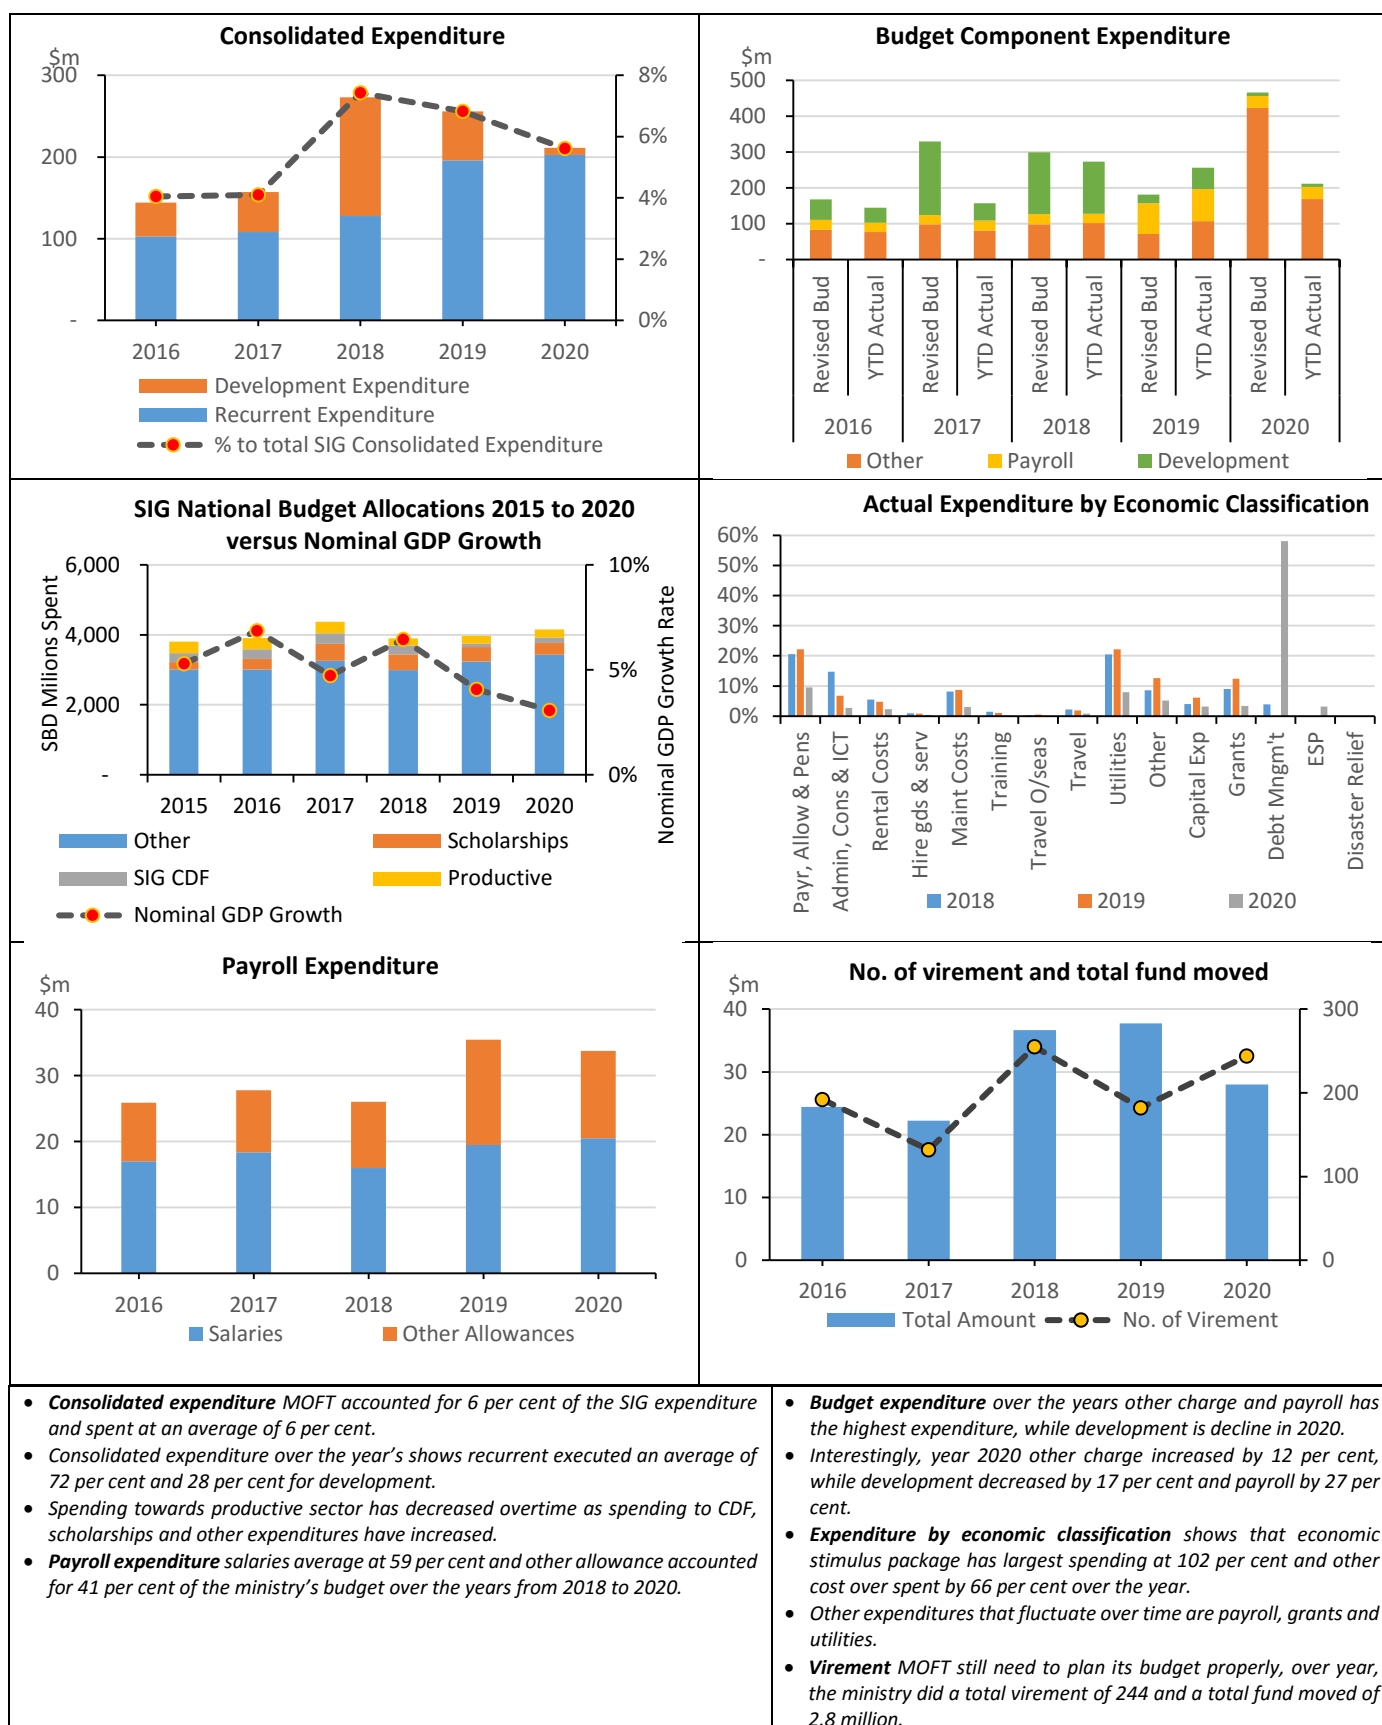 Consolidated Expenditure
$m
300
200
100
-
8%
6%
4%
2%
0%
2016 2017 2018 2019 2020
Development Expenditure
Recurrent Expenditure
% to total SIG Consolidated Expenditure
Budget Component Expenditure
$m
500
400
300
200
100
-
Revised Bud
YTD Actual
Revised Bud
YTD Actual
Revised Bud
YTD Actual
Revised Bud
YTD Actual
Revised Bud
YTD Actual
2016 2017 2018 2019 2020
Other Payroll Development
SIG National Budget Allocations 2015 to 2020
versus Nominal GDP Growth
SBD Milions Spent
6,000
4,000
2,000
-
10%
5%
0%
Nominal GDP Growth Rate
2015 2016 2017 2018 2019 2020
Other Scholarships
SIG CDF Productive
Nominal GDP Growth
Actual Expenditure by Economic Classification
60%
50%
40%
30%
20%
10%
0%
Payr, Allow & Pens
Admin, Cons & ICT
Rental Costs
Hire gds & serv
Maint Costs
Training
Travel O/seas
Travel
Utilities
Other
Capital Exp
Grants
Debt Mngm't
ESP
Disaster Relief
2018 2019 2020
Payroll Expenditure
$m
40
30
20
10
0
2016 2017 2018 2019 2020
Salaries Other Allowances
No. of virement and total fund moved
$m
40
30
20
10
0
300
200
100
0
2016 2017 2018 2019 2020
Total Amount No. of Virement
• Consolidated expenditure MOFT accounted for 6 per cent of the SIG expenditure
and spent at an average of 6 per cent.
• Consolidated expenditure over the year's shows recurrent executed an average of
72 per cent and 28 per cent for development.
• Spending towards productive sector has decreased overtime as spending to CDF,
scholarships and other expenditures have increased.
• Payroll expenditure salaries average at 59 per cent and other allowance accounted
for 41 per cent of the ministry's budget over the years from 2018 to 2020.
• Budget expenditure over the years other charge and payroll has
the highest expenditure, while development is decline in 2020.
• Interestingly, year 2020 other charge increased by 12 per cent,
while development decreased by 17 per cent and payroll by 27 per
cent.
• Expenditure by economic classification shows that economic
stimulus package has largest spending at 102 per cent and other
cost over spent by 66 per cent over the year.
• Other expenditures that fluctuate over time are payroll, grants and
utilities.
• Virement MOFT still need to plan its budget properly, over year,
the ministry did a total virement of 244 and a total fund moved of
2.8 million.